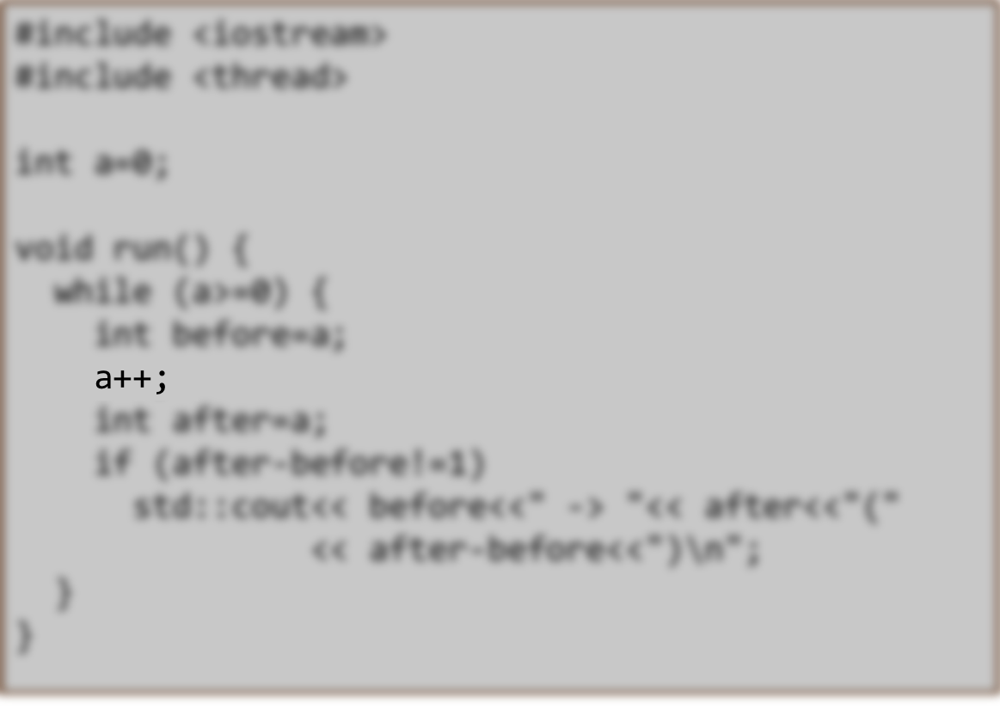 #include <iostream>
#include <thread>
int a=0;
void run() {
while (a>=0) {
int before=a;
a++;
int after=a;
if (after-before!=1)
std::cout<< before<<" -> "<< after<<"("
<< after-before<<")\n";
}
}